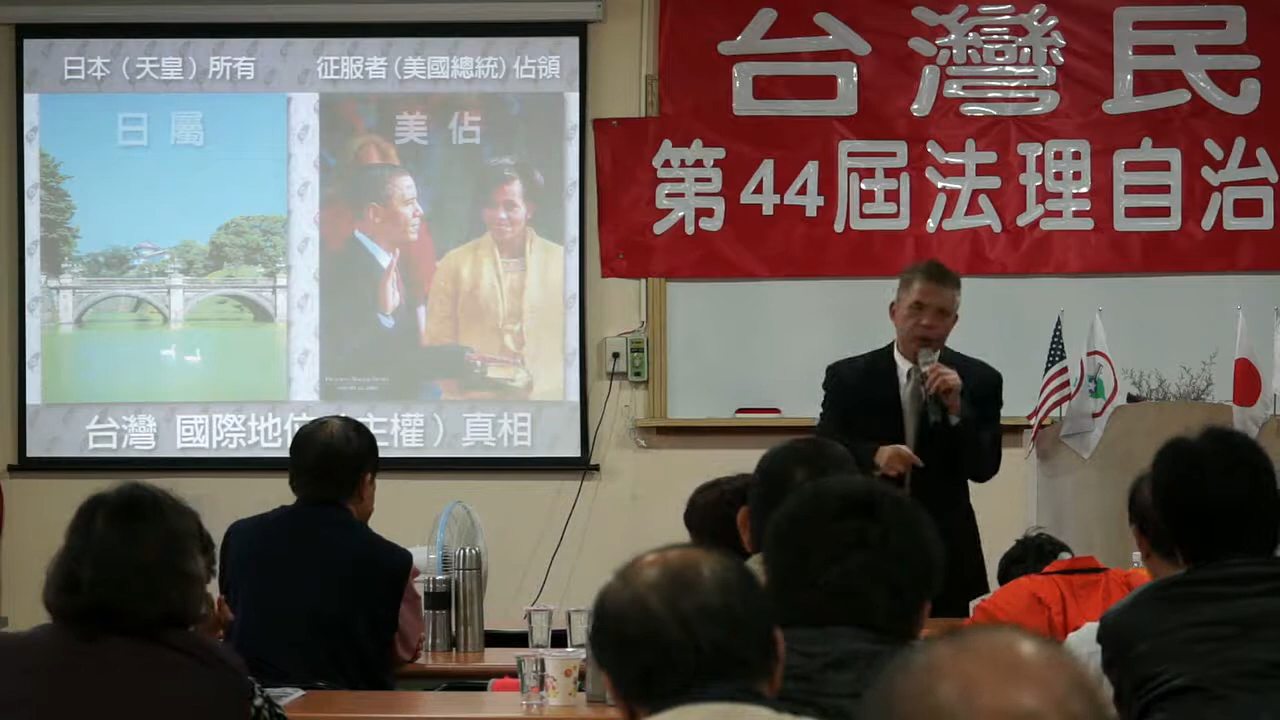 日本（天皇）所有 征服者（美國總統）佔領
日屬 美佔
台灣 國際地位（主權）真相
台灣民
第44屆法理自治